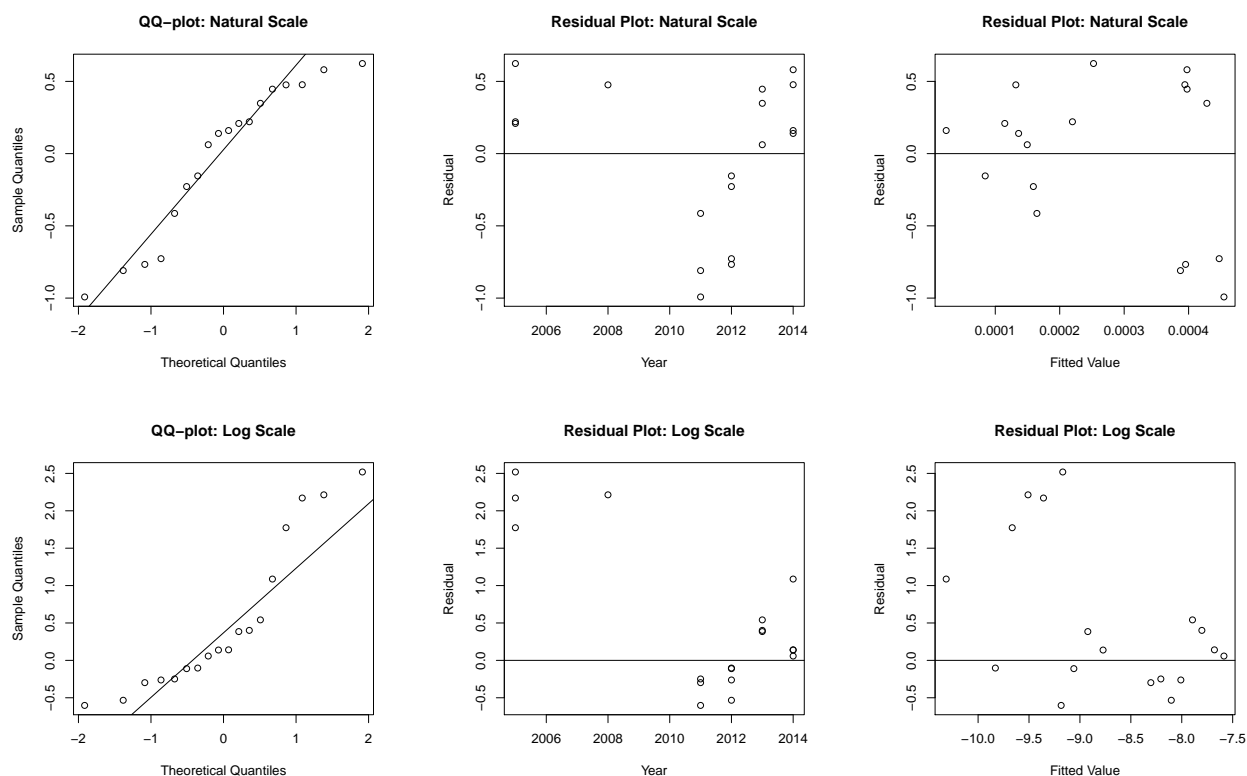 QQ−plot: Natural Scale
Sample Quantiles
0.5
0.0
−0.5
−1.0
−2 −1 0 1 2
Theoretical Quantiles
Residual Plot: Natural Scale
Residual
0.5
0.0
−0.5
−1.0
2006 2008 2010 2012 2014
Year
Residual Plot: Natural Scale
Residual
0.5
0.0
−0.5
−1.0
0.0001 0.0002 0.0003 0.0004
Fitted Value
QQ−plot: Log Scale
Sample Quantiles
2.5
2.0
1.5
1.0
0.5
0.0
−0.5
−2 −1 0 1 2
Theoretical Quantiles
Residual Plot: Log Scale
Residual
2.5
2.0
1.5
1.0
0.5
0.0
−0.5
2006 2008 2010 2012 2014
Year
Residual Plot: Log Scale
Residual
2.5
2.0
1.5
1.0
0.5
0.0
−0.5
−10.0 −9.5 −9.0 −8.5 −8.0 −7.5
Fitted Value